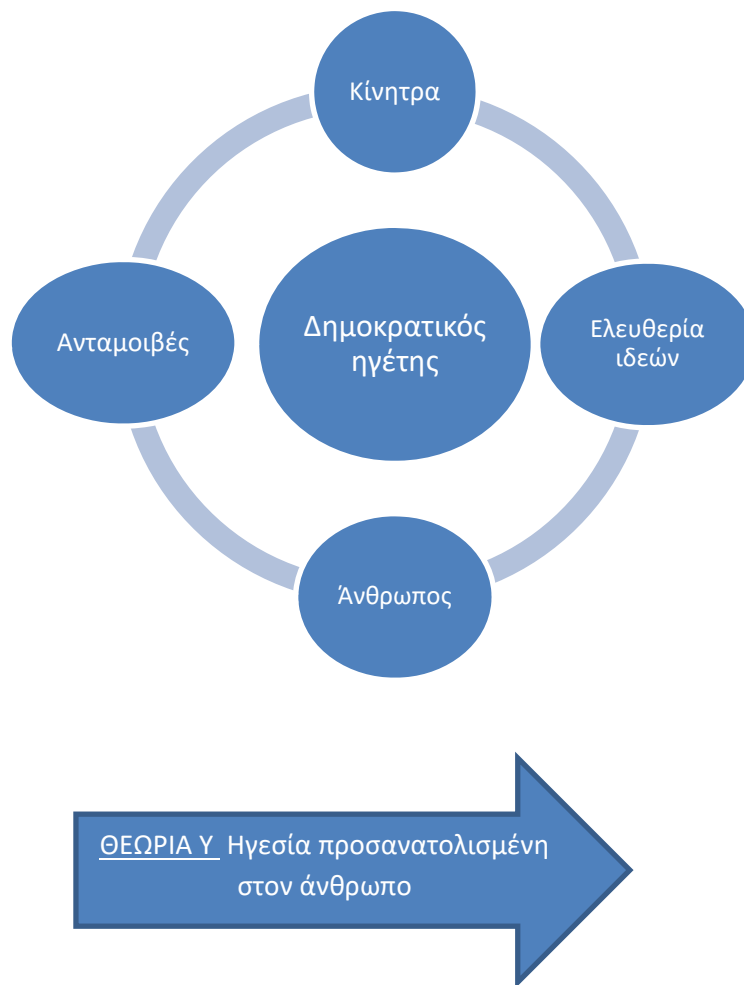 Κίνητρα
Ανταμοιβές
Δημοκρατικός
ηγέτης
Ελευθερία
ιδεών
Άνθρωπος
ΘΕΩΡΙΑ Υ Ηγεσία προσανατολισμένη
στον άνθρωπο